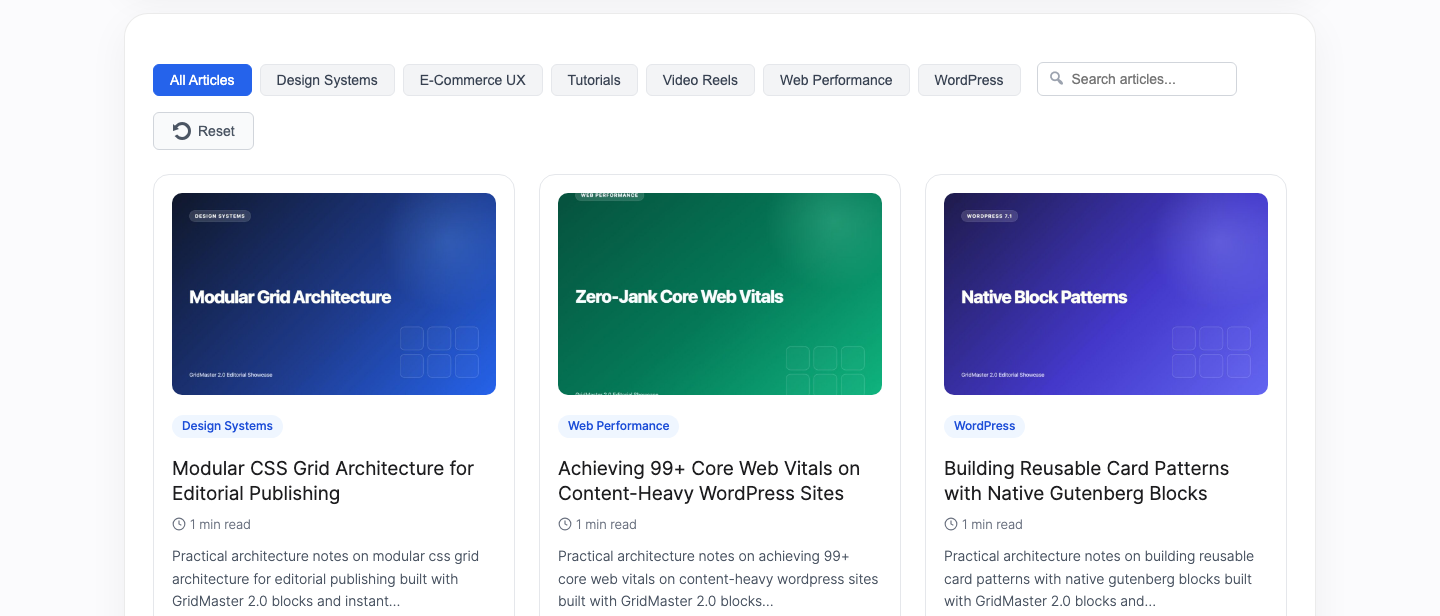 All Articles
Design Systems
E-Commerce UX
Tutorials
Video Reels
Web Performance
WordPress
Search articles...
Reset
DESIGN SYSTEMS
Modular Grid Architecture
GridMaster 2.0 Editorial Showcase
Design Systems
Modular CSS Grid Architecture for
Editorial Publishing
1 min read
Practical architecture notes on modular css grid
architecture for editorial publishing built with
GridMaster 2.0 blocks and instant...
WEB PERFORMANCE
Zero-Jank Core Web Vitals
GridMaster 2.0 Editorial Showcase
Web Performance
Achieving 99+ Core Web Vitals on
Content-Heavy WordPress Sites
1 min read
Practical architecture notes on achieving 99+
core web vitals on content-heavy wordpress sites
built with GridMaster 2.0 blocks...
WORDPRESS 7.1
Native Block Patterns
GridMaster 2.0 Editorial Showcase
WordPress
Building Reusable Card Patterns
with Native Gutenberg Blocks
1 min read
Practical architecture notes on building reusable
card patterns with native gutenberg blocks built
with GridMaster 2.0 blocks and...